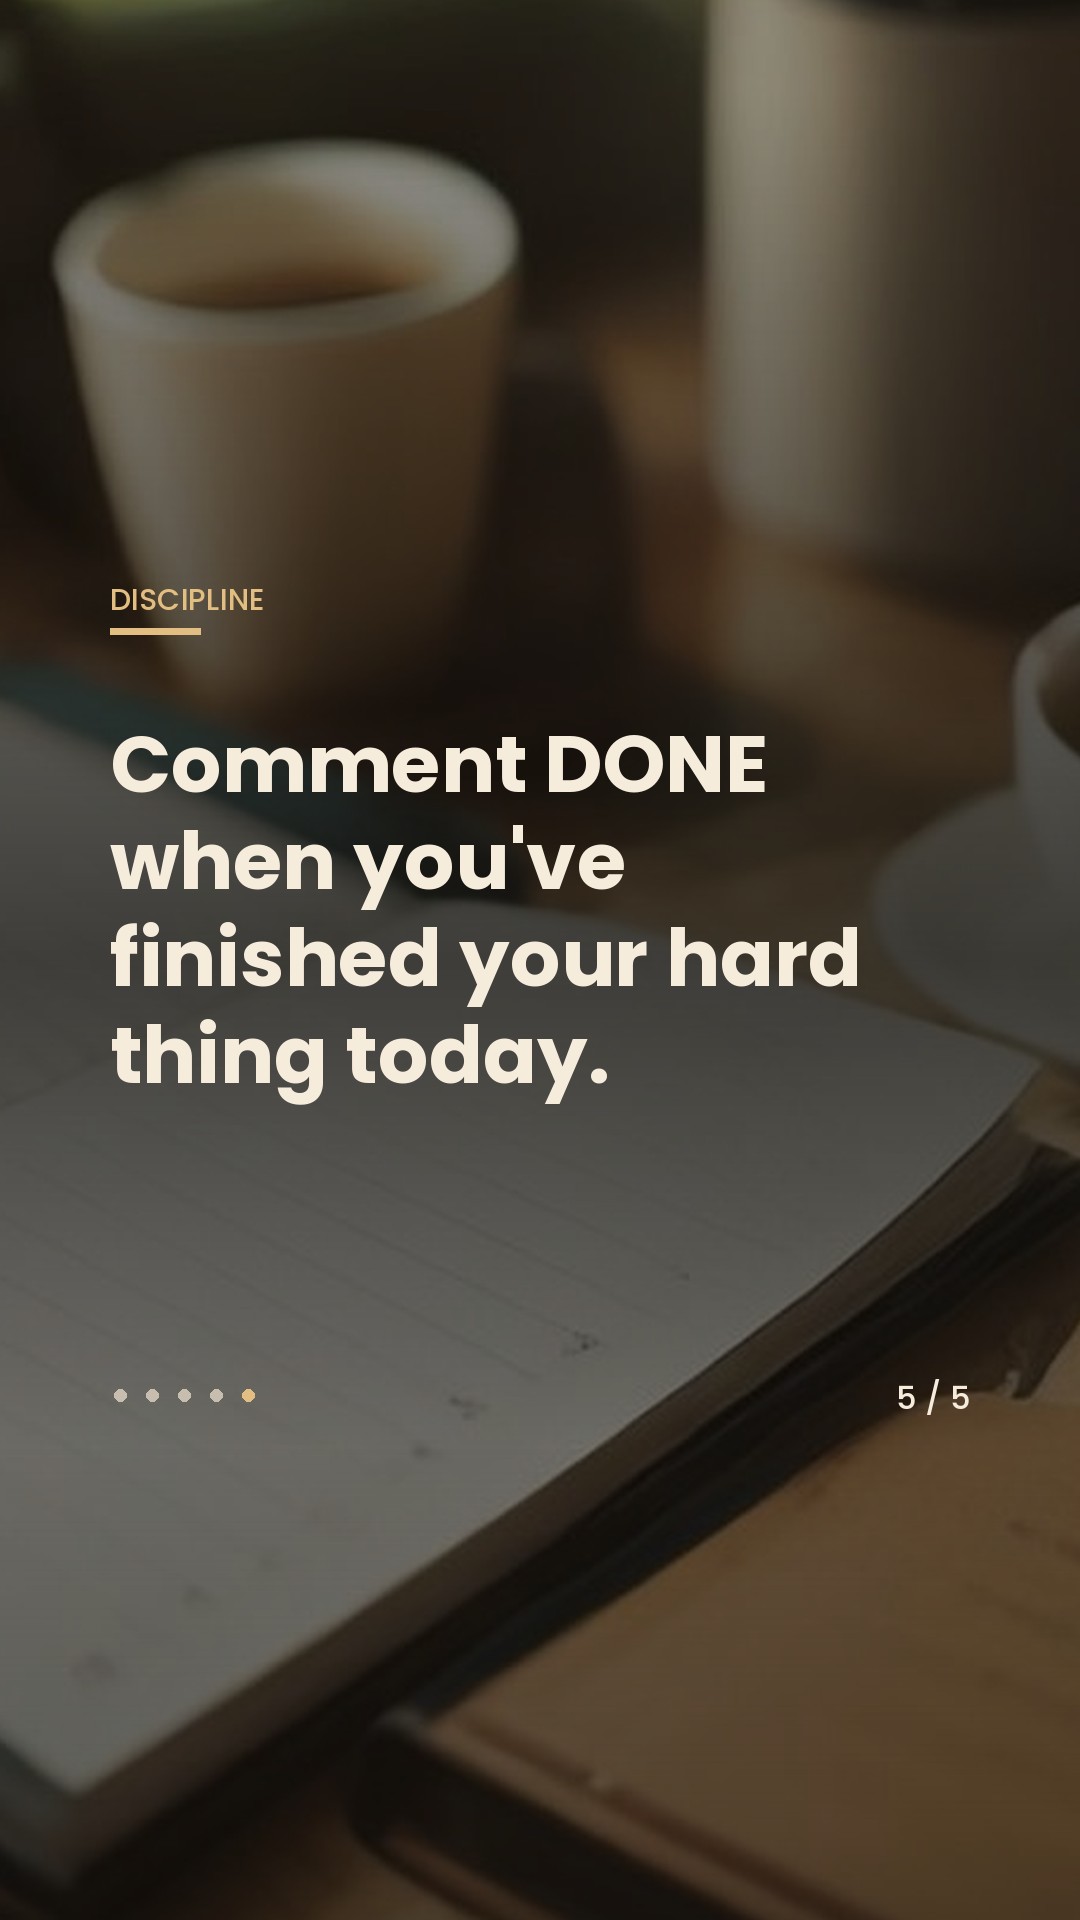 DISCIPLINE
Comment DONE
when you've
finished your hard
thing today.
5 / 5